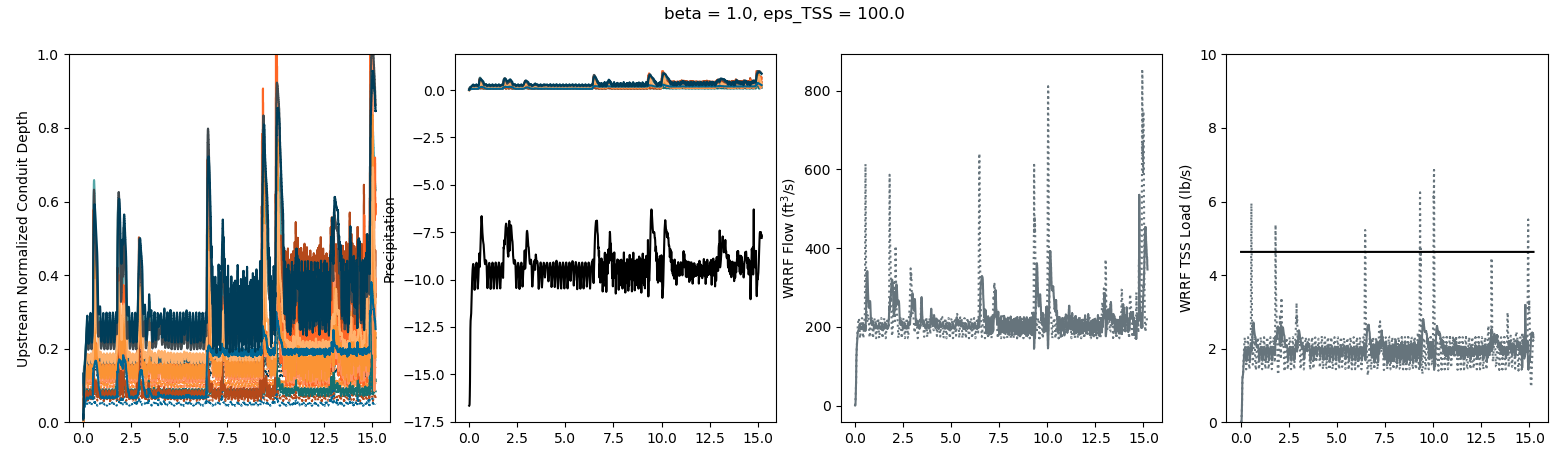 beta = 1.0, eps_TSS = 100.0
Upstream Normalized Conduit Depth
1.0
0.8
0.6
0.4
0.2
0.0
0.0 2.5 5.0 7.5 10.0 12.5 15.0
Precipitation
0.0
−2.5
−5.0
−7.5
−10.0
−12.5
−15.0
−17.5
0.0 2.5 5.0 7.5 10.0 12.5 15.0
WRRF Flow (ft³/s)
800
600
400
200
0
0.0 2.5 5.0 7.5 10.0 12.5 15.0
WRRF TSS Load (lb/s)
10
8
6
4
2
0
0.0 2.5 5.0 7.5 10.0 12.5 15.0